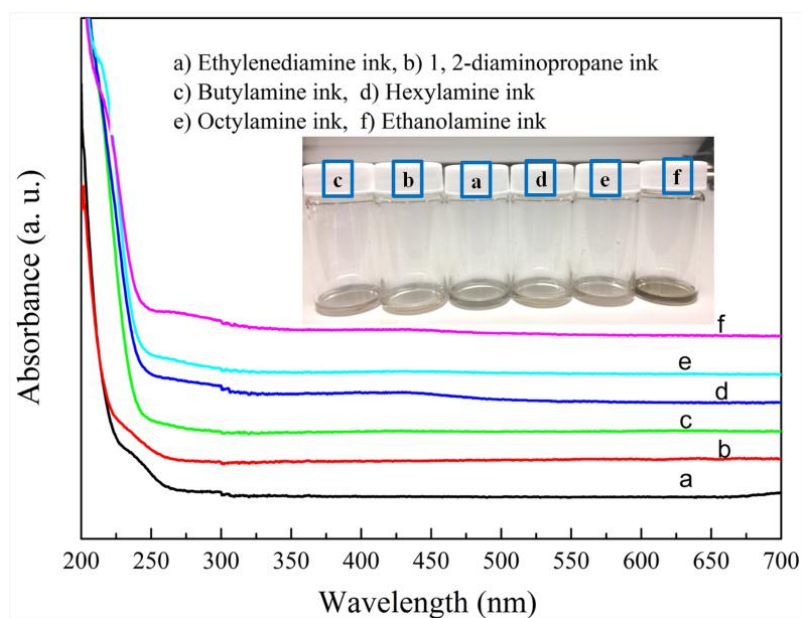 a) Ethylenediamine ink, b) 1, 2-diaminopropane ink
c) Butylamine ink, d) Hexylamine ink
e) Octylamine ink, f) Ethanolamine ink
c b a d e f
Absorbance (a. u.)
f
e
d
c
b
a
200 250 300 350 400 450 500 550 600 650 700
Wavelength (nm)